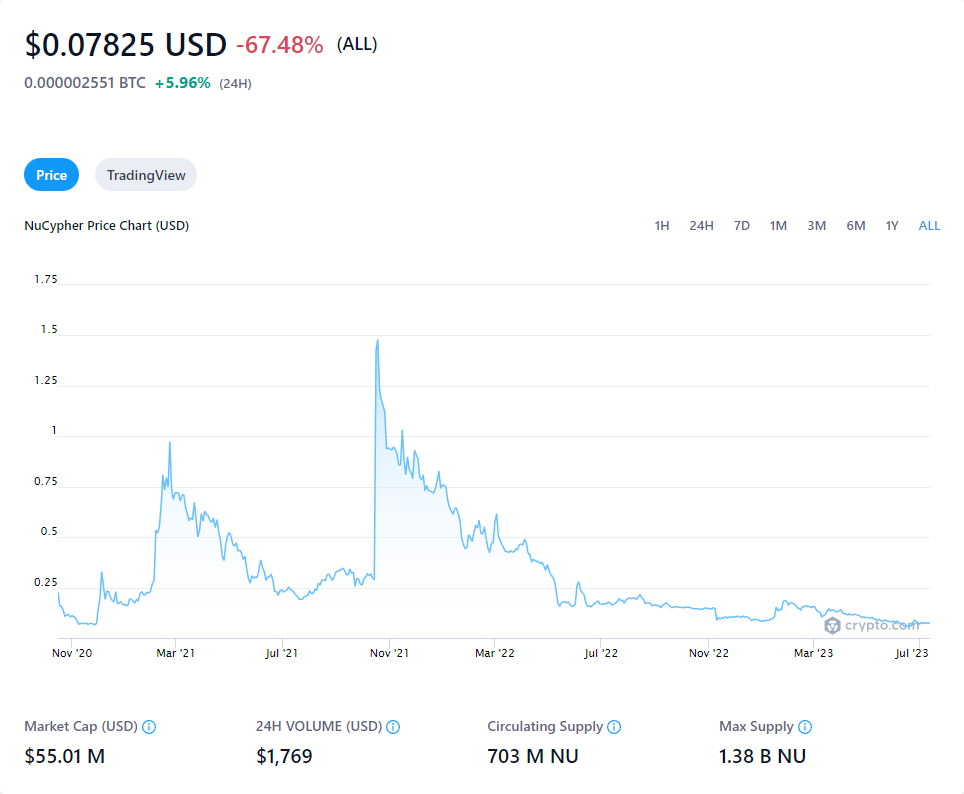 $0.07825 USD -67.48% (ALL)
0.000002551 BTC +5.96% (24H)
Price TradingView
NuCypher Price Chart (USD) 1H 24H 7D 1M 3M 6M 1Y ALL
1.75
1.5
1.25
1
0.75
0.5
0.25
crypto.com
Nov '20 Mar '21 Jul '21 Nov '21 Mar '22 Jul '22 Nov '22 Mar '23 Jul '23
Market Cap (USD) 24H VOLUME (USD) Circulating Supply Max Supply
$55.01 M $1,769 703 M NU 1.38 B NU